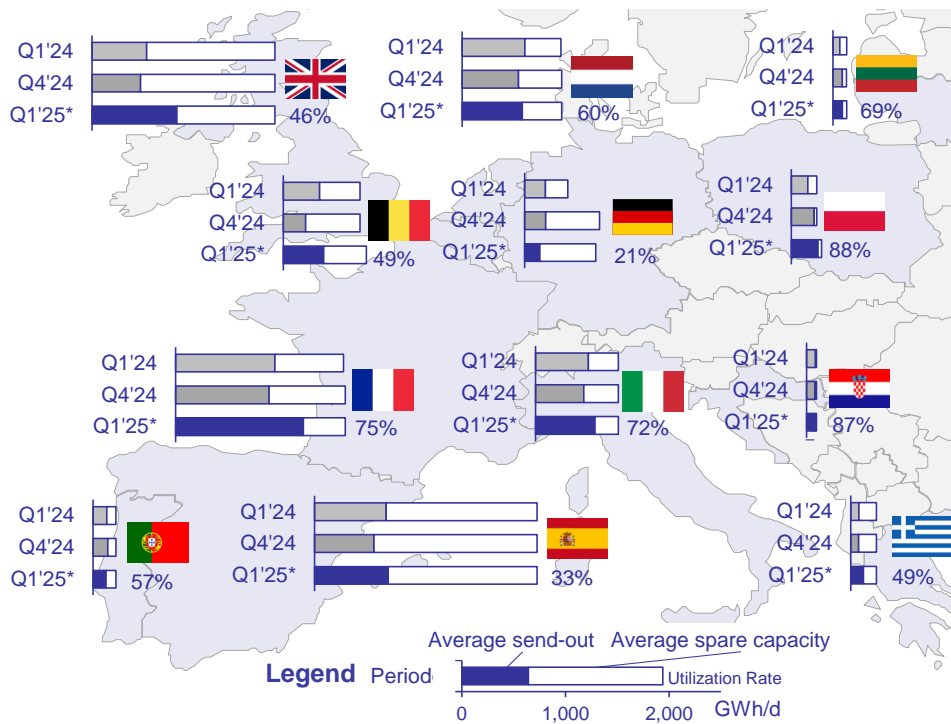 Q1'24
Q4'24
Q1'25*
46%
Q1'24
Q4'24
Q1'25*
60%
Q1'24
Q4'24
Q1'25*
69%
Q1'24
Q4'24
Q1'25*
49%
Q1'24
Q4'24
Q1'25*
21%
Q1'24
Q4'24
Q1'25*
88%
Q1'24
Q4'24
Q1'25*
75%
Q1'24
Q4'24
Q1'25*
72%
Q1'24
Q4'24
Q1'25*
87%
Q1'24
Q4'24
Q1'25*
57%
Q1'24
Q4'24
Q1'25*
33%
Q1'24
Q4'24
Q1'25*
49%
Average send-out Average spare capacity
Legend Period Utilization Rate
0 1,000 2,000 GWh/d